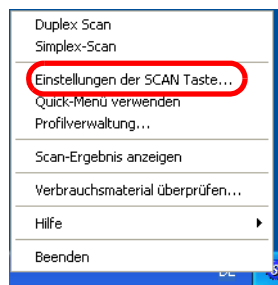 Duplex Scan
Simplex-Scan
Einstellungen der SCAN Taste...
Quick-Menü verwenden
Profilverwaltung...
Scan-Ergebnis anzeigen
Verbrauchsmaterial überprüfen...
Hilfe
Beenden